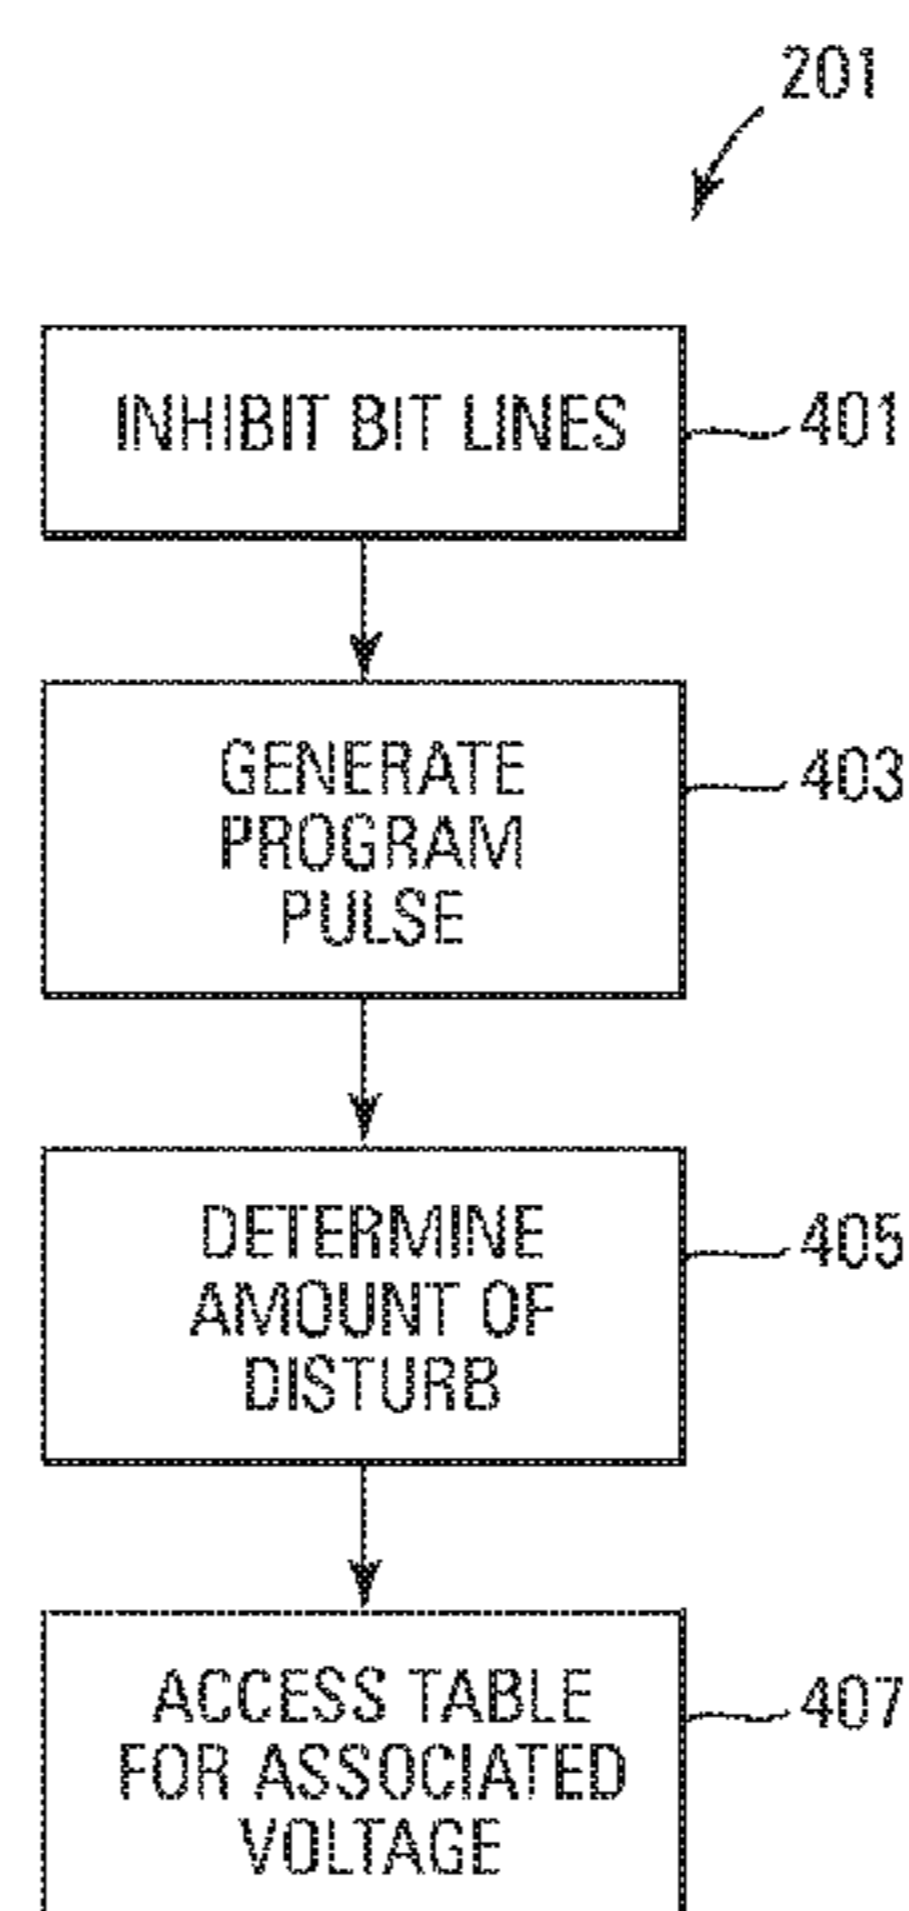 201
INHIBIT BIT LINES
401
GENERATE
PROGRAM
PULSE
403
DETERMINE
AMOUNT OF
DISTURB
405
ACCESS TABLE
FOR ASSOCIATED
VOLTAGE
407